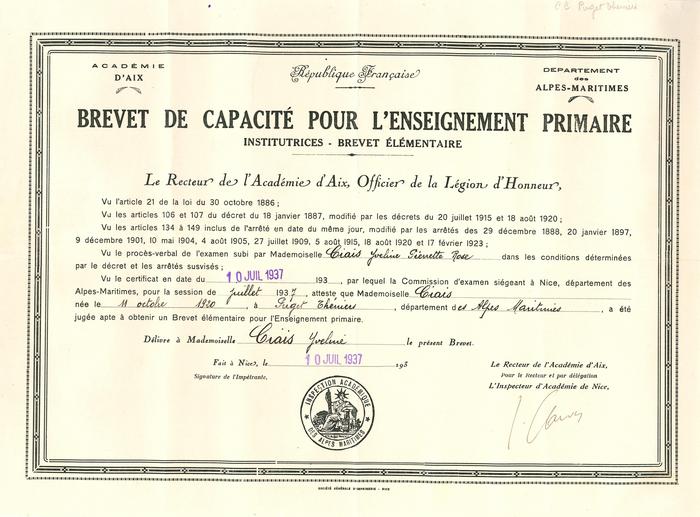 C.C. Puget Théniers
ACADÉMIE
D'AIX
République Française
DÉPARTEMENT
des
ALPES-MARITIMES
BREVET DE CAPACITÉ POUR L'ENSEIGNEMENT PRIMAIRE
INSTITUTRICES - BREVET ÉLÉMENTAIRE
Le Recteur de l'Académie d'Aix, Officier de la Légion d'Honneur,
Vu l'article 21 de la loi du 30 octobre 1886 ;
Vu les articles 106 et 107 du décret du 18 janvier 1887, modifié par les décrets du 20 juillet 1915 et 18 août 1920 ;
Vu les articles 134 à 149 inclus de l'arrêté en date du même jour, modifié par les arrêtés des 29 décembre 1888, 20 janvier 1897,
9 décembre 1901, 10 mai 1904, 4 août 1905, 27 juillet 1909, 5 août 1915, 18 août 1920 et 17 février 1923 ;
Vu le procès-verbal de l'examen subi par Mademoiselle Ciais Yveline Pierrette Rose dans les conditions déterminées
par le décret et les arrêtés susvisés ;
Vu le certificat en date du 10 JUIL 1937 193 , par lequel la Commission d'examen siégeant à Nice, département des
Alpes-Maritimes, pour la session de juillet 1937, atteste que Mademoiselle Ciais
née le 11 octobre 1920, à Puget Théniers, département des Alpes Maritimes, a été
jugée apte à obtenir un Brevet élémentaire pour l'Enseignement primaire.
Délivre à Mademoiselle Ciais Yveline le présent Brevet.
Fait à Nice, le 10 JUIL 1937 193
Signature de l'Impétrante,
Le Recteur de l'Académie d'Aix,
Pour le Recteur et par délégation
L'Inspecteur d'Académie de Nice,
INSPECTION ACADÉMIQUE
DES ALPES MARITIMES
SOCIÉTÉ GÉNÉRALE D'IMPRIMERIE - NICE